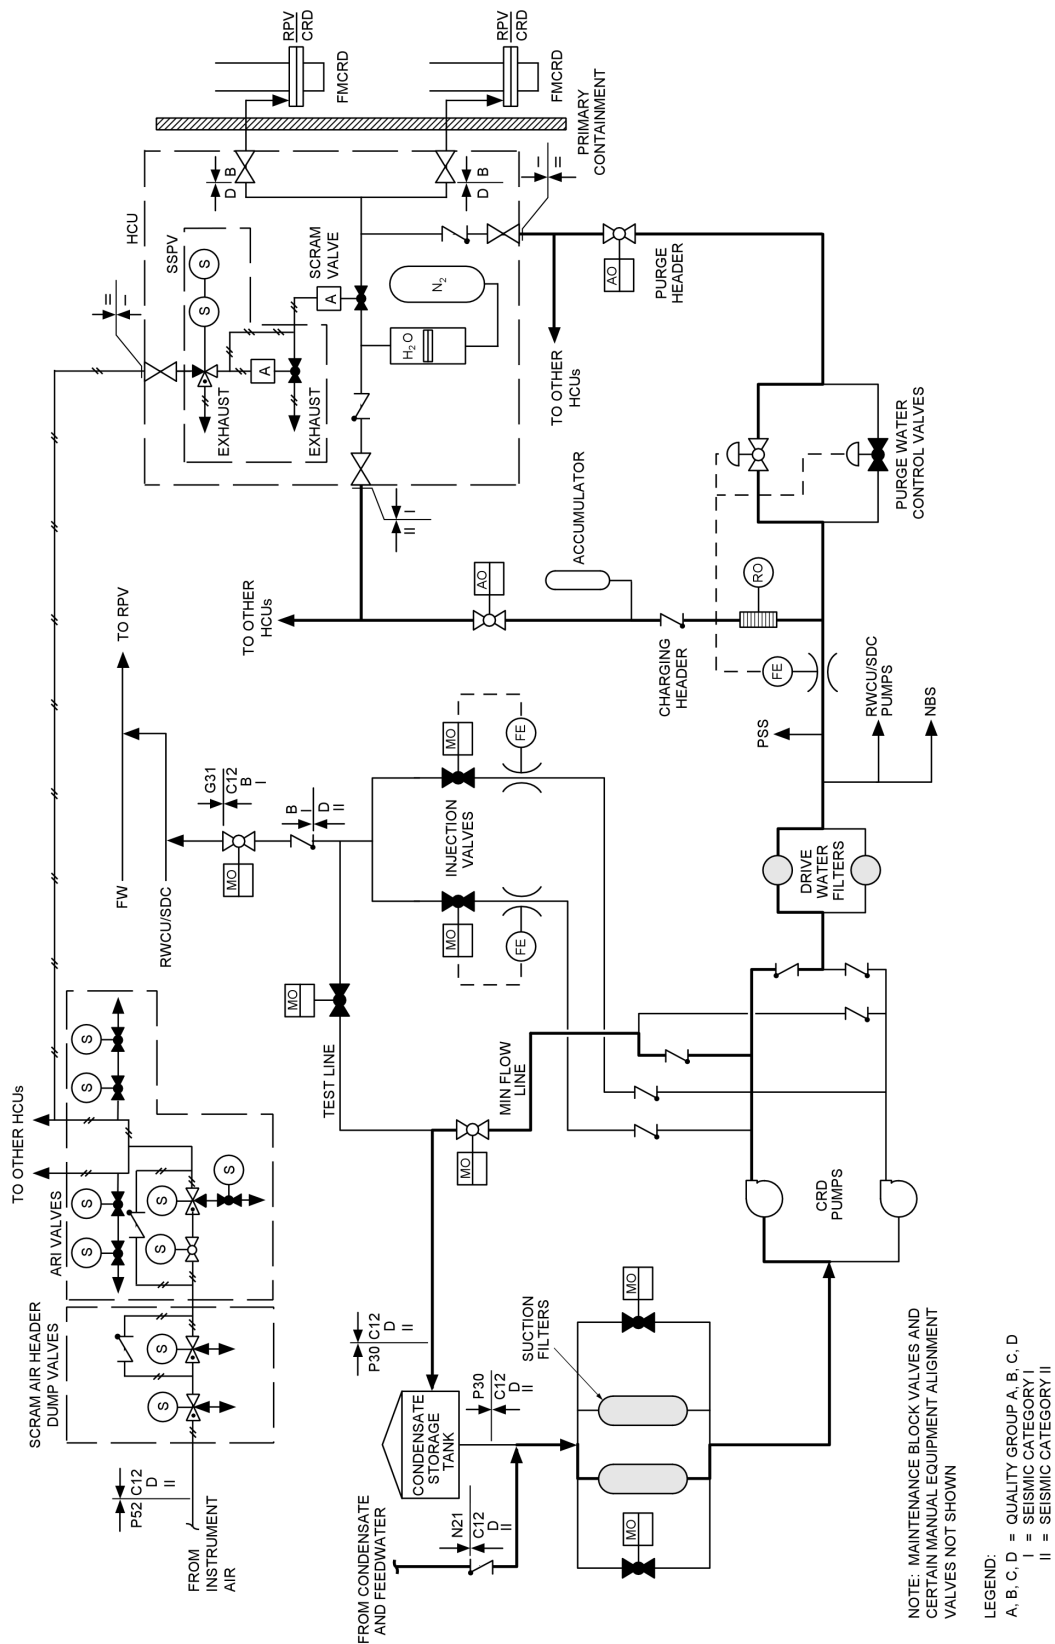 SCRAM AIR HEADER
DUMP VALVES
S
S
P52 C12
D
II
FROM
INSTRUMENT
AIR
ARI VALVES
TO OTHER HCUs
S
S
S
S
S
S
S
FW
TO RPV
RWCU/SDC
G31
C12
B
I
MO
B
I
D
II
MO
TEST LINE
INJECTION
VALVES
MO
FE
MO
FE
MIN FLOW
LINE
MO
P30 C12
D
II
CONDENSATE
STORAGE
TANK
P30
C12
D
II
FROM CONDENSATE
AND FEEDWATER
N21
C12
D
II
SUCTION
FILTERS
MO
MO
CRD
PUMPS
DRIVE
WATER
FILTERS
PSS
RWCU/SDC
PUMPS
NBS
FE
RO
CHARGING
HEADER
ACCUMULATOR
AO
TO OTHER
HCUs
II
I
HCU
SSPV
S
S
A
EXHAUST
EXHAUST
SCRAM
VALVE
A
H2O
N2
II
I
D
B
D
B
RPV
CRD
FMCRD
RPV
CRD
FMCRD
PRIMARY
CONTAINMENT
I
II
AO
PURGE
HEADER
TO OTHER
HCUs
PURGE WATER
CONTROL VALVES
NOTE: MAINTENANCE BLOCK VALVES AND
CERTAIN MANUAL EQUIPMENT ALIGNMENT
VALVES NOT SHOWN
LEGEND:
A, B, C, D = QUALITY GROUP A, B, C, D
I = SEISMIC CATEGORY I
II = SEISMIC CATEGORY II